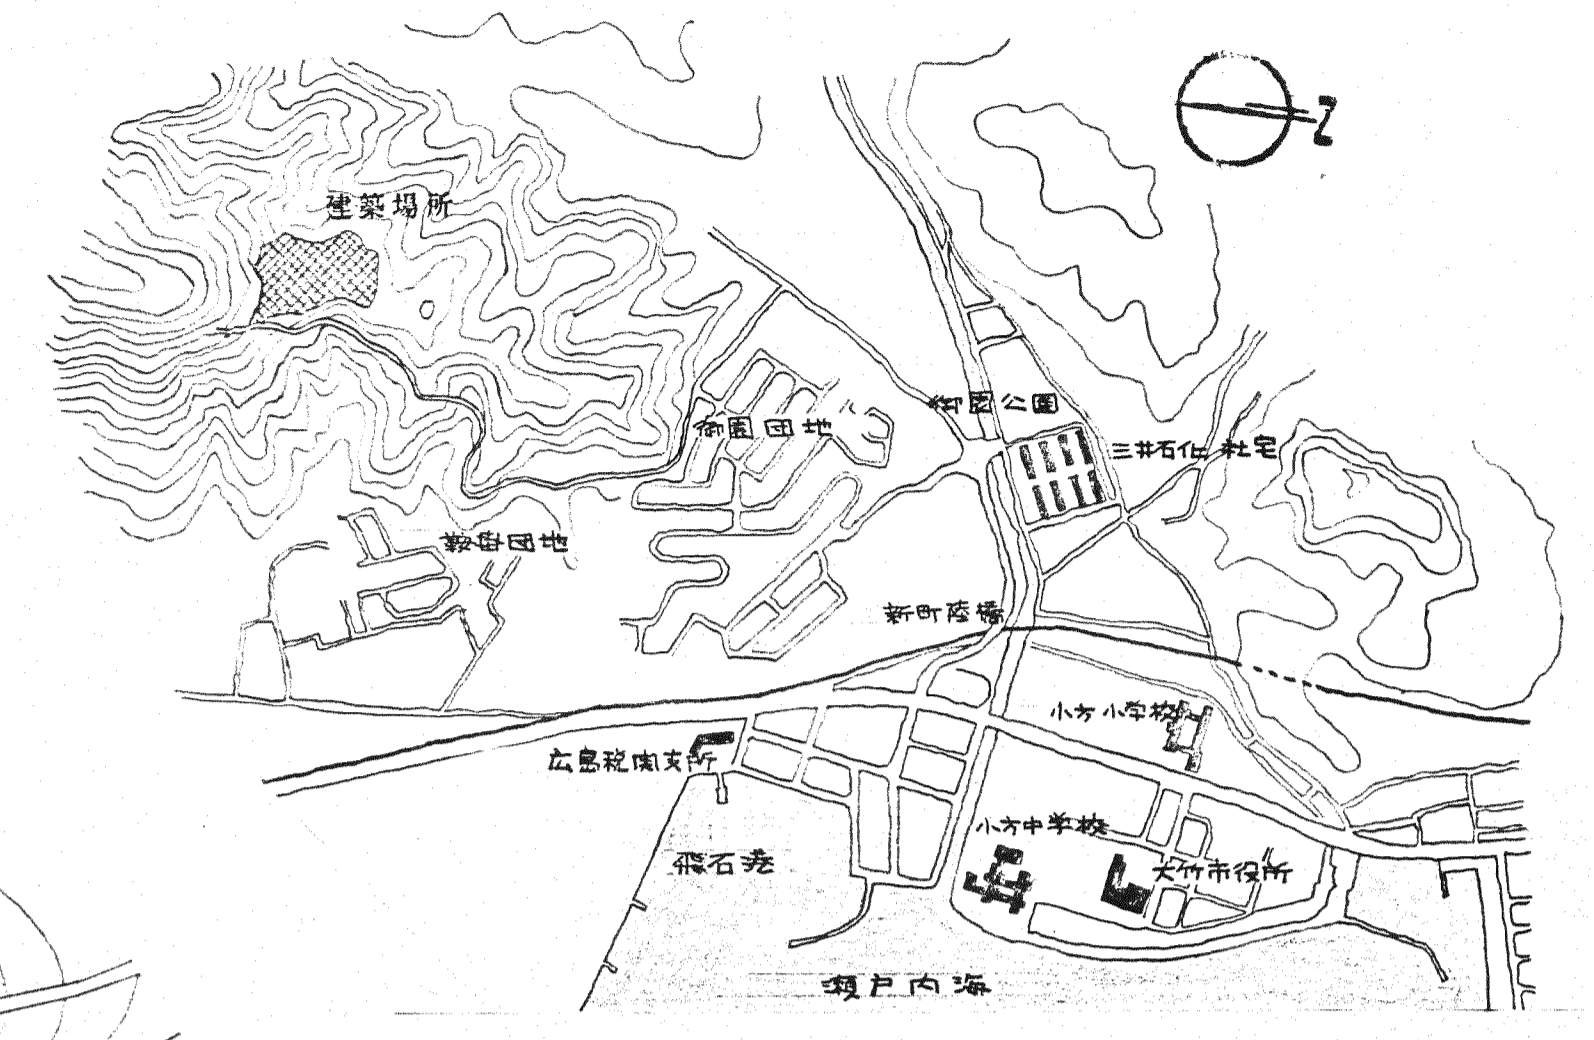 Z
建築場所
御園公園
御園団地
三井石化 社宅
鞍掛団地
新町陸橋
小方小学校
広島税関支所
小方中学校
飛石港
大竹市役所
瀬戸内海